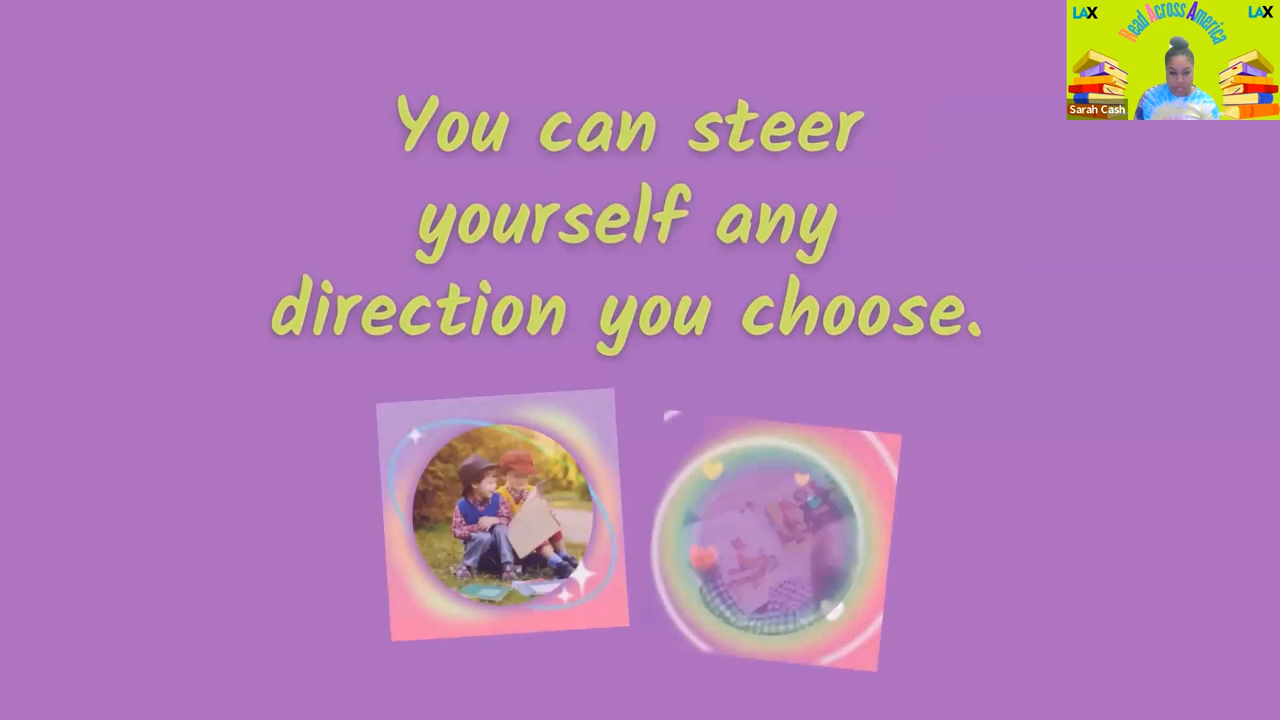 You can steer
yourself any
direction you choose.
LAX
Read Across America
LAX
Sarah Cash